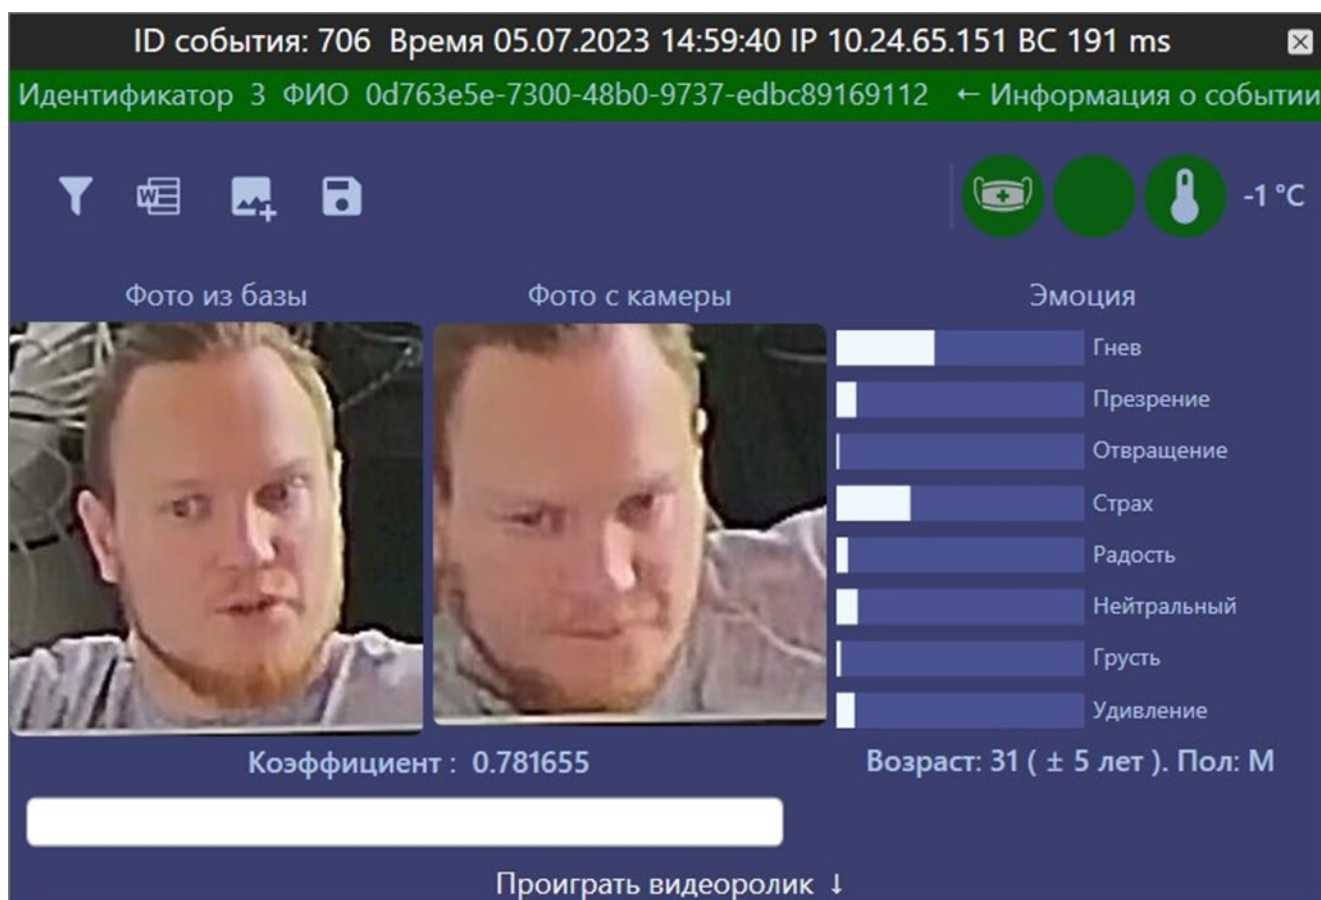 ID события: 706 Время 05.07.2023 14:59:40 IP 10.24.65.151 ВС 191 ms
Идентификатор 3 ФИО 0d763e5e-7300-48b0-9737-edbc89169112 ← Информация о событии
-1 °C
Фото из базы
Фото с камеры
Эмоция
Гнев
Презрение
Отвращение
Страх
Радость
Нейтральный
Грусть
Удивление
Коэффициент : 0.781655
Возраст: 31 ( ± 5 лет ). Пол: М
Проиграть видеоролик ↓